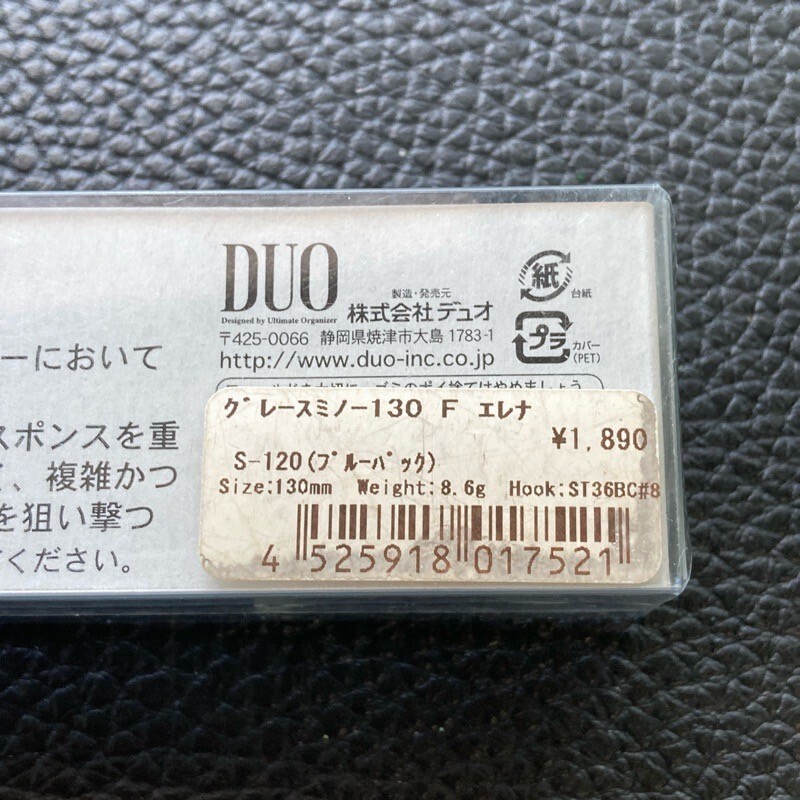 DUO
Designed by Ultimate Organizer
製造・発売元
株式会社デュオ
〒425-0066 静岡県焼津市大島 1783-1
http://www.duo-inc.co.jp
紙
台紙
プラ
カバー
(PET)
ーにおいて
スポンスを重
、複雑かつ
を狙い撃つ
ください。
グレースミノー130 F エレナ
¥1,890
S-120(ブルーバック)
Size:130mm Weight:8.6g Hook:ST36BC#8
4 525918 017521